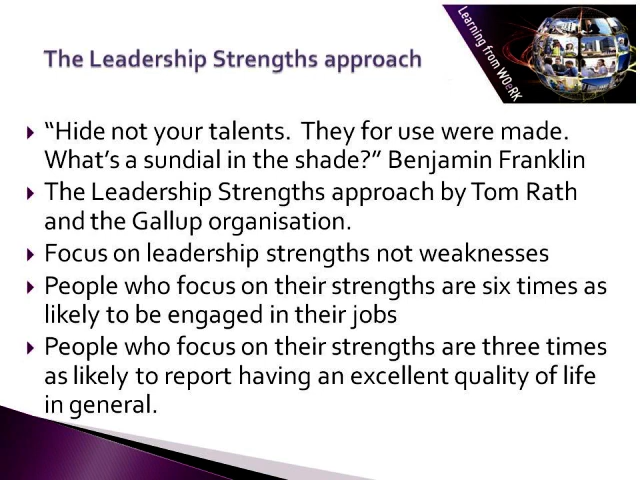 The Leadership Strengths approach
Learning from WOeRK
“Hide not your talents.  They for use were made.
What’s a sundial in the shade?” Benjamin Franklin
The Leadership Strengths approach by Tom Rath
and the Gallup organisation.
Focus on leadership strengths not weaknesses
People who focus on their strengths are six times as
likely to be engaged in their jobs
People who focus on their strengths are three times
as likely to report having an excellent quality of life
in general.